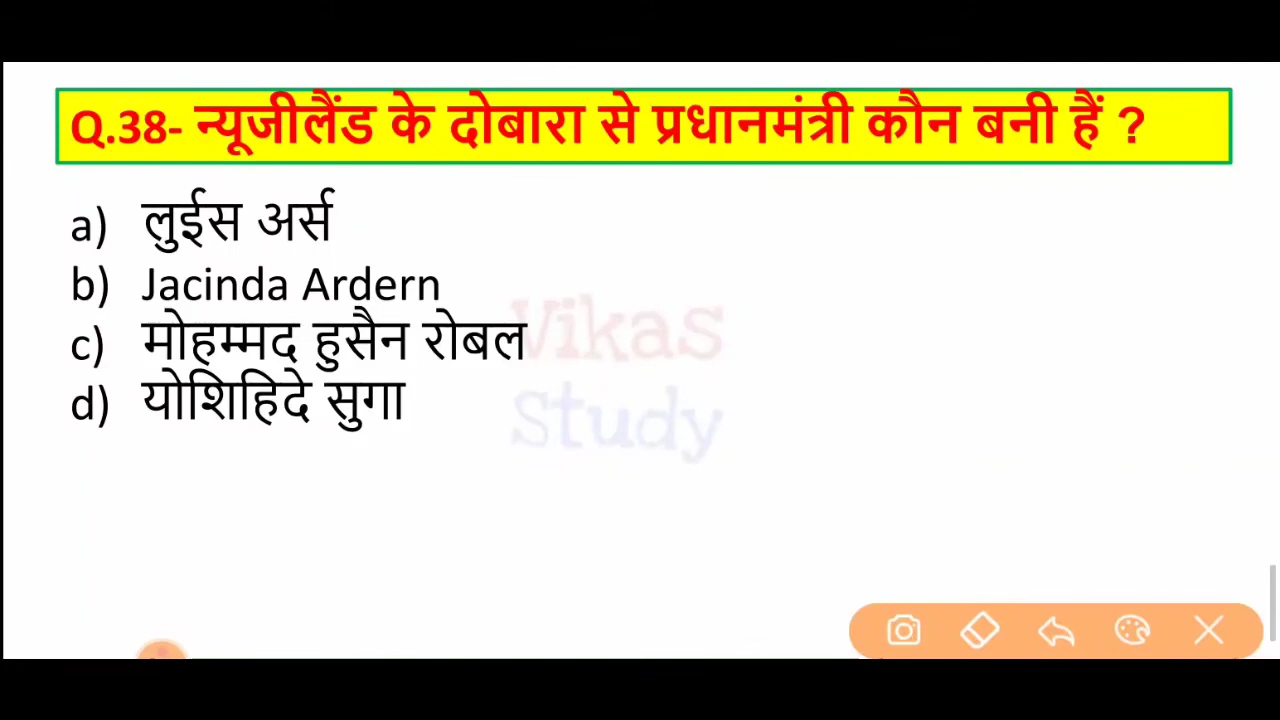 Q.38- न्यूजीलैंड के दोबारा से प्रधानमंत्री कौन बनी हैं ?
a) लुईस अर्स
b) Jacinda Ardern
c) मोहम्मद हुसैन रोबल
d) योशिहिदे सुगा
Vikas
Study